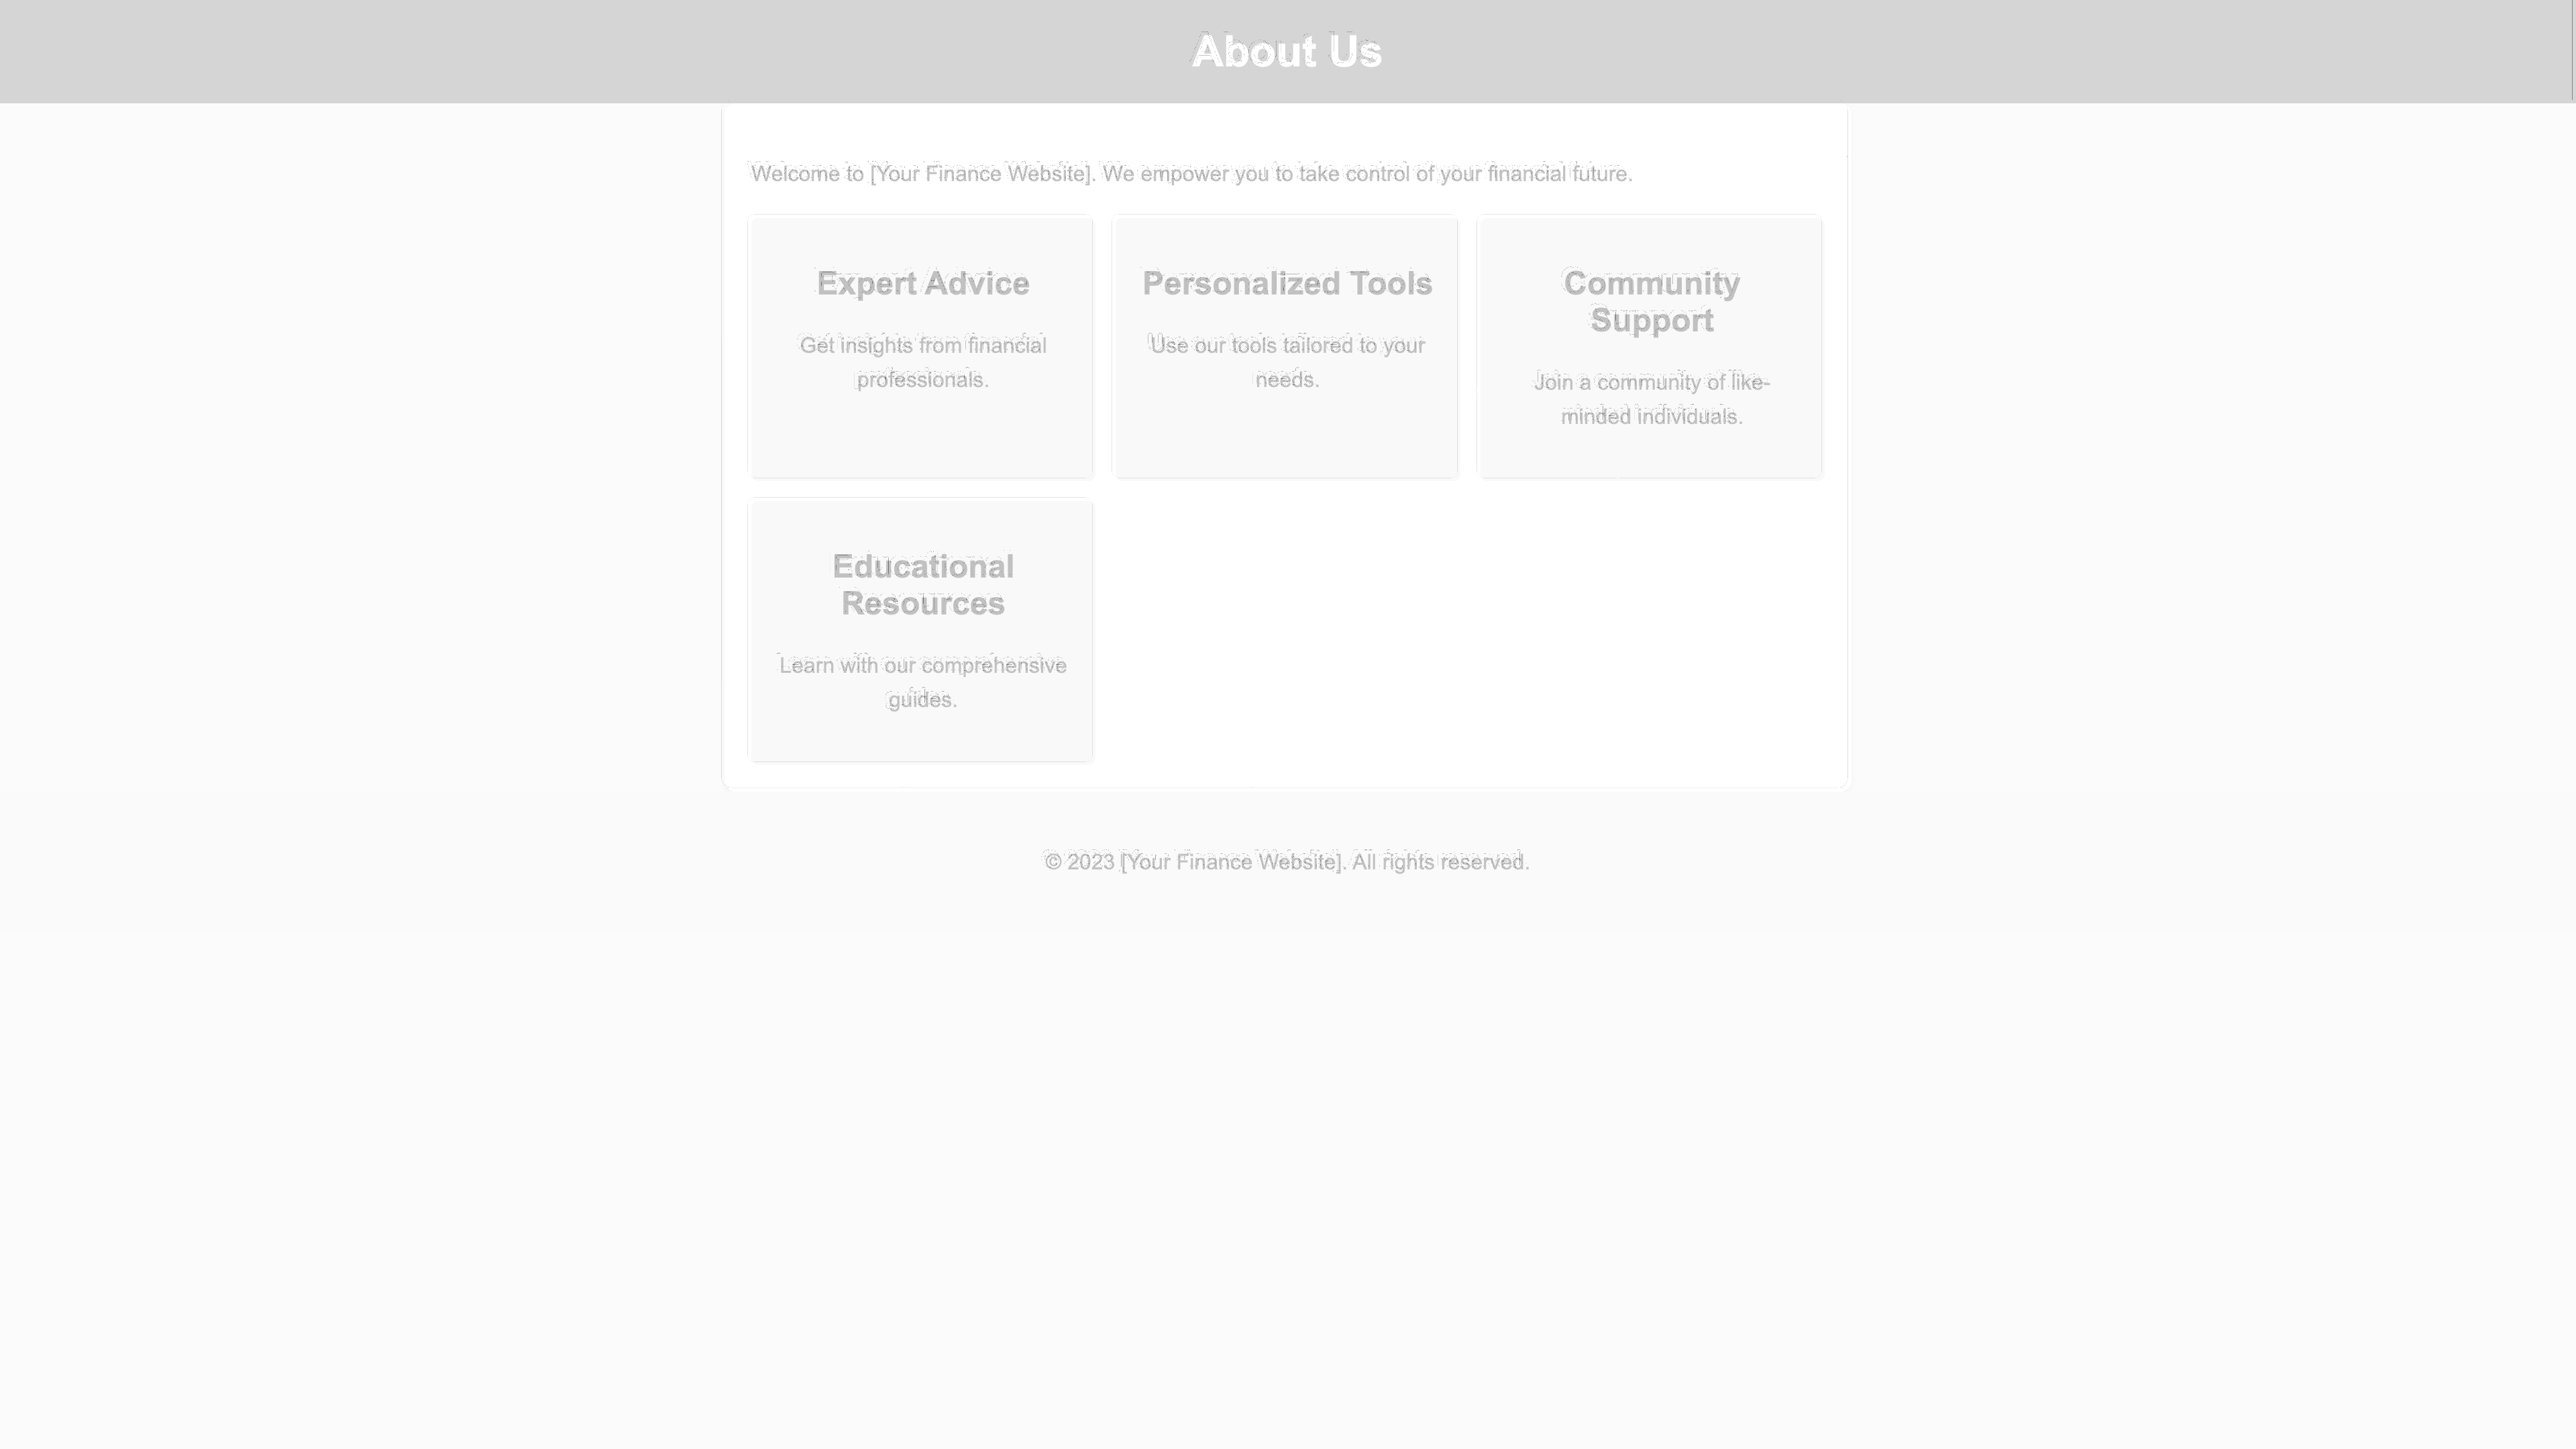 About Us
Welcome to [Your Finance Website]. We empower you to take control of your financial future.
Expert Advice
Get insights from financial
professionals.
Personalized Tools
Use our tools tailored to your
needs.
Community
Support
Join a community of like-
minded individuals.
Educational
Resources
Learn with our comprehensive
guides.
© 2023 [Your Finance Website]. All rights reserved.